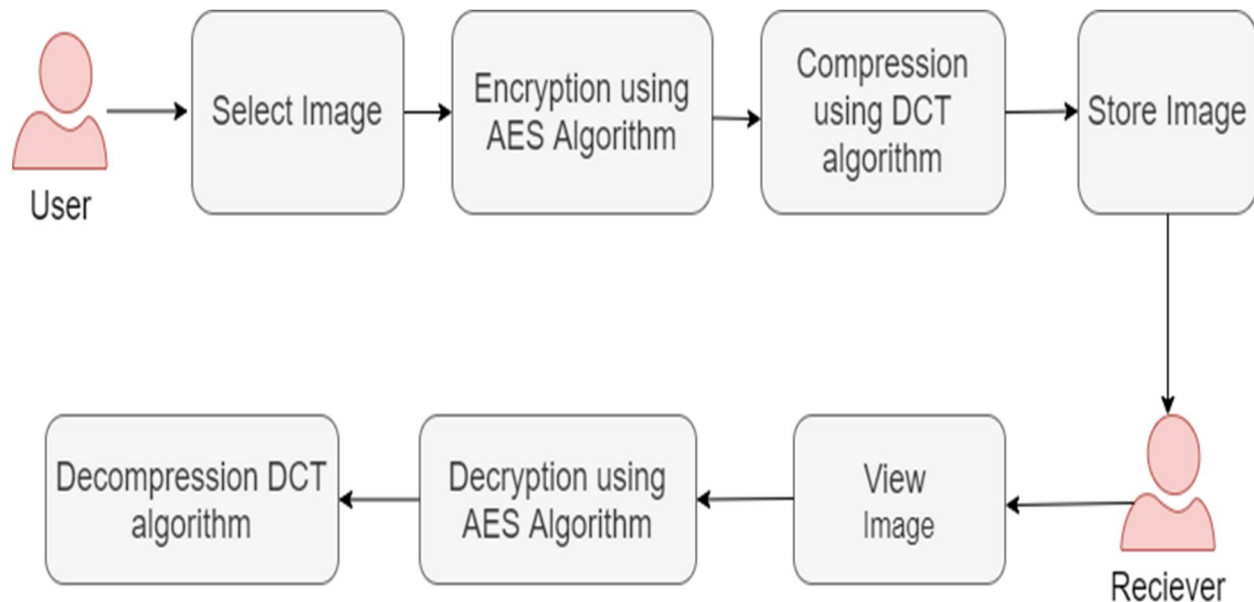 User
Select Image
Encryption using
AES Algorithm
Compression
using DCT
algorithm
Store Image
Decompression DCT
algorithm
Decryption using
AES Algorithm
View
Image
Reciever